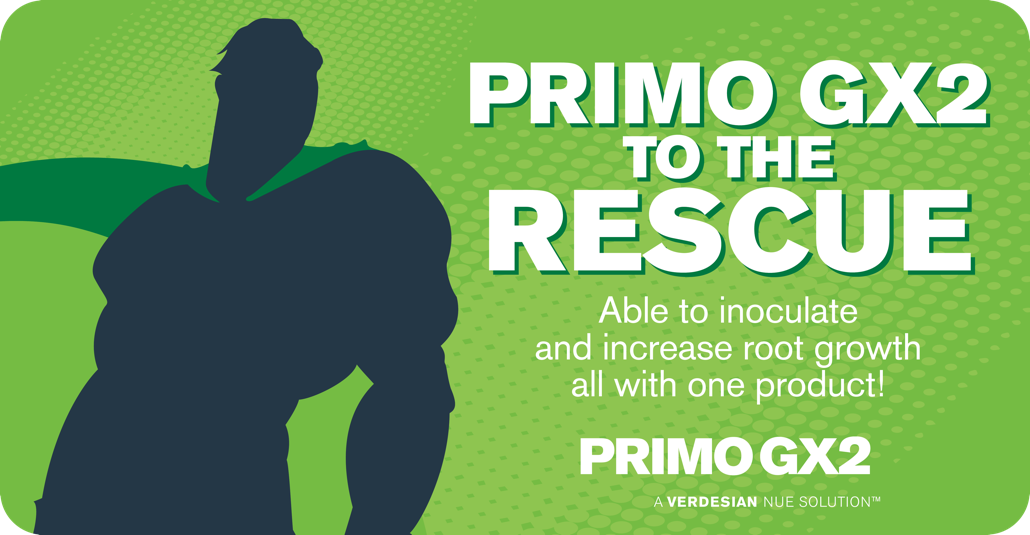 PRIMO GX2
TO THE
RESCUE
Able to inoculate
and increase root growth
all with one product!
PRIMO GX2
A VERDESIAN NUE SOLUTION™